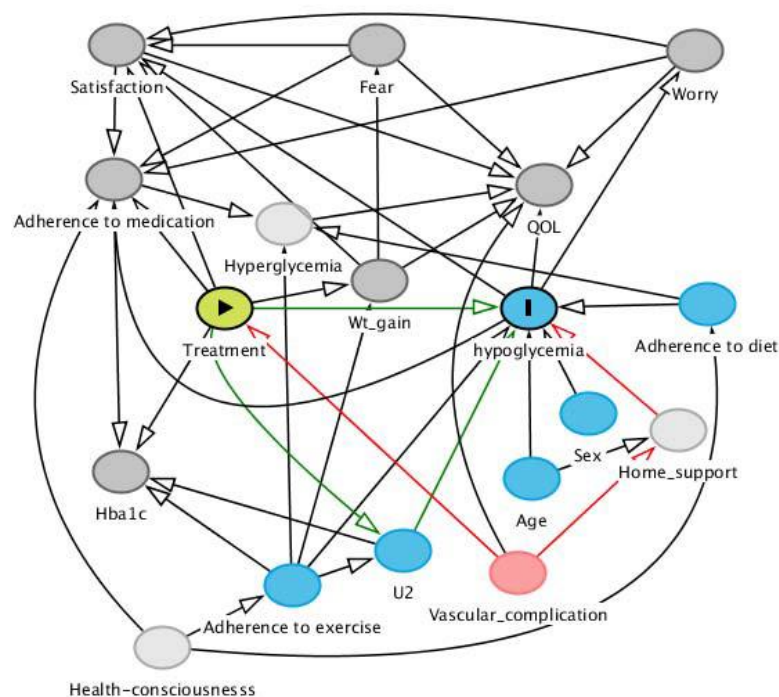 Satisfaction
Fear
Worry
Adherence to medication
QOL
Hyperglycemia
Wt_gain
Treatment
hypoglycemia
Adherence to diet
Sex
Home_support
Hba1c
Age
U2
Adherence to exercise
Vascular_complication
Health-consciousnesss